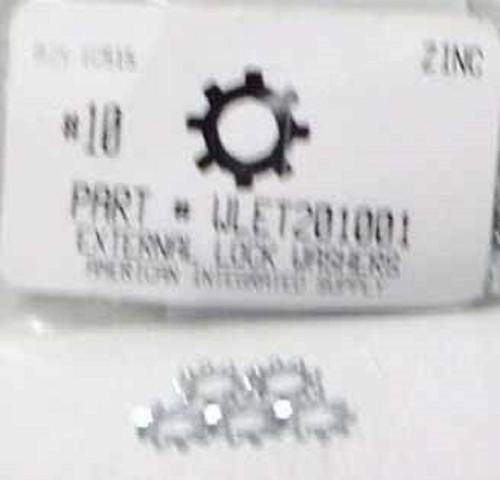 ZINC
#10
PART # WLET201001
EXTERNAL LOCK WASHERS
AMERICAN INTEGRATED SUPPLY